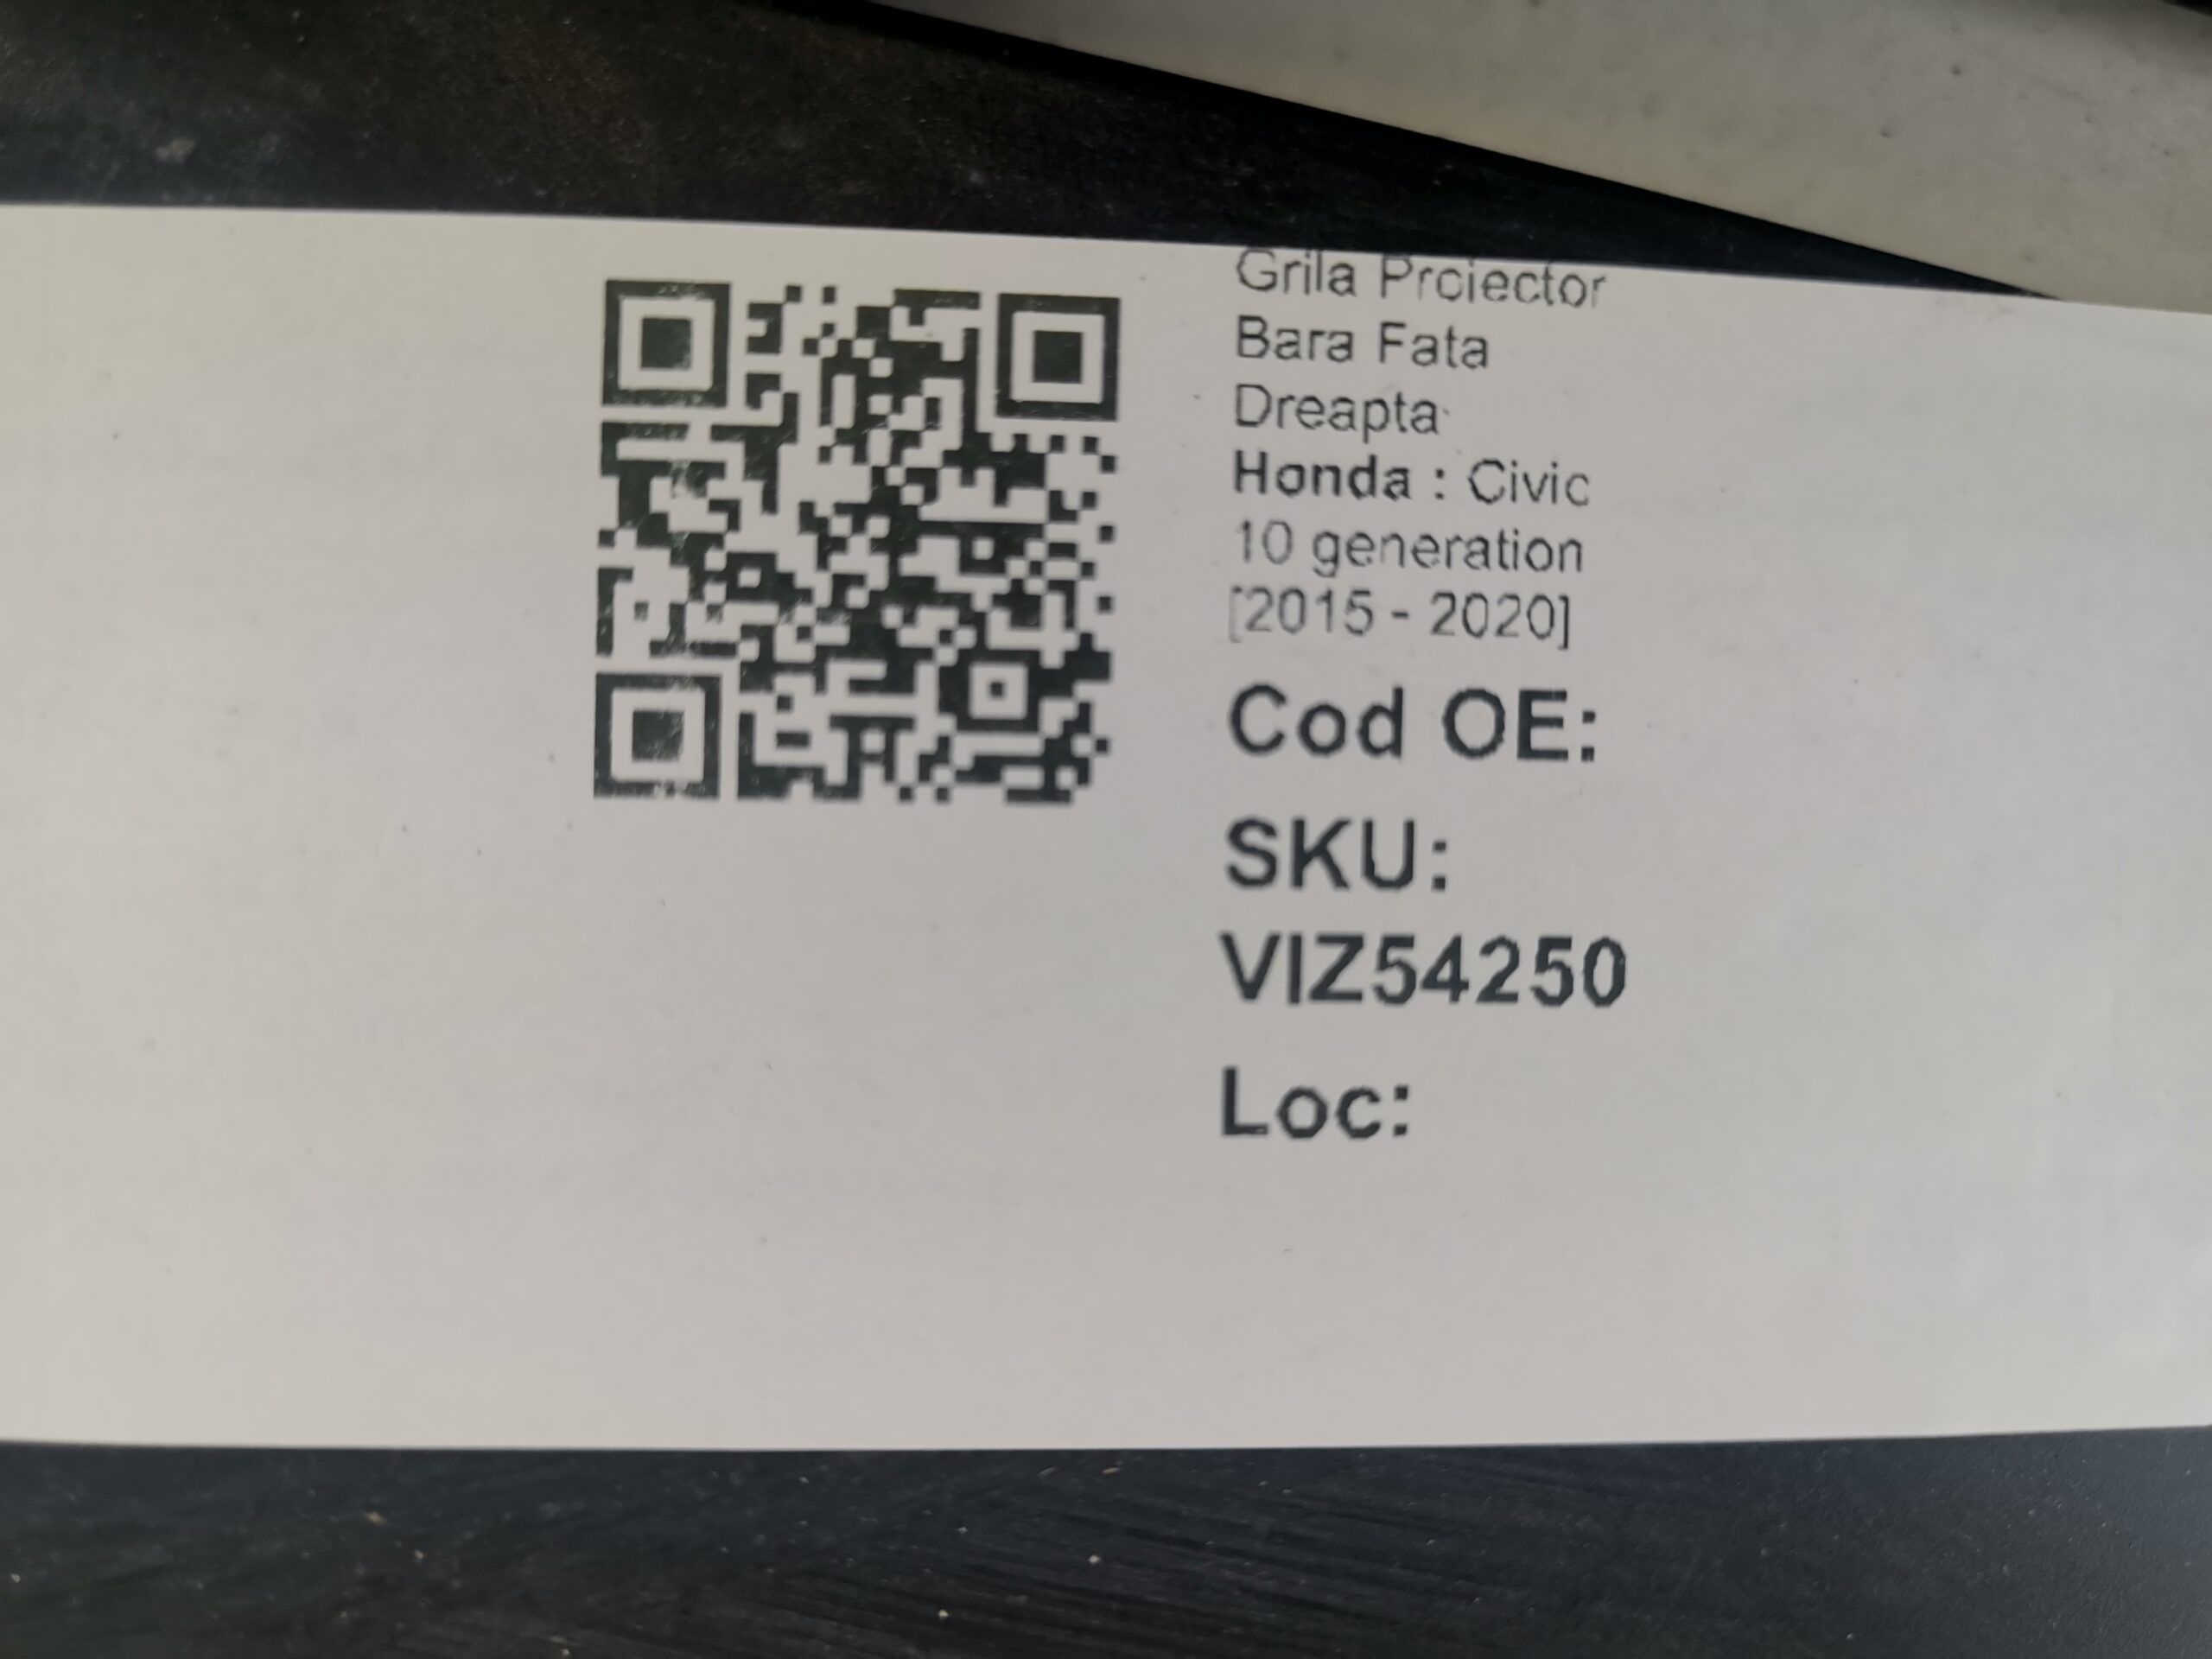 Grila Proiector
Bara Fata
Dreapta
Honda : Civic
10 generation
[2015 - 2020]
Cod OE:
SKU:
VIZ54250
Loc: